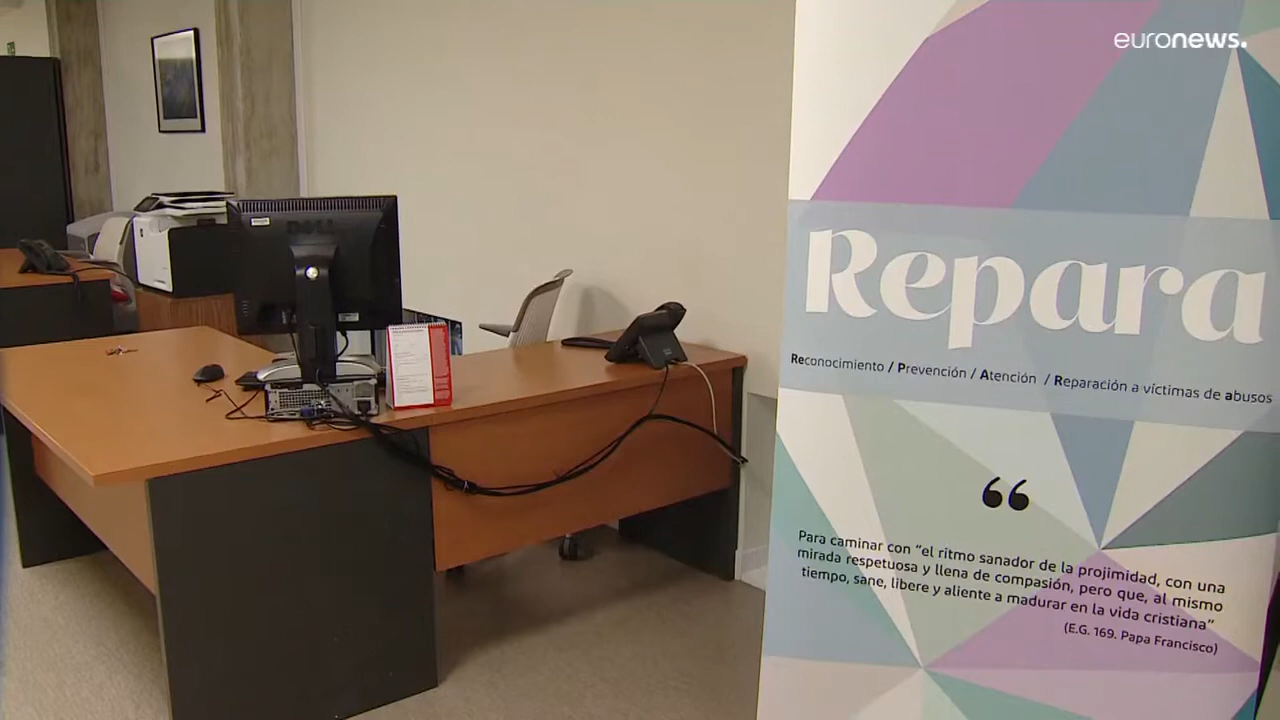 euronews.
DELL
Repara
Reconocimiento / Prevención / Atención / Reparación a víctimas de abusos
“
Para caminar con “el ritmo sanador de la projimidad, con una
mirada respetuosa y llena de compasión, pero que, al mismo
tiempo, sane, libere y aliente a madurar en la vida cristiana”
(E.G. 169. Papa Francisco)